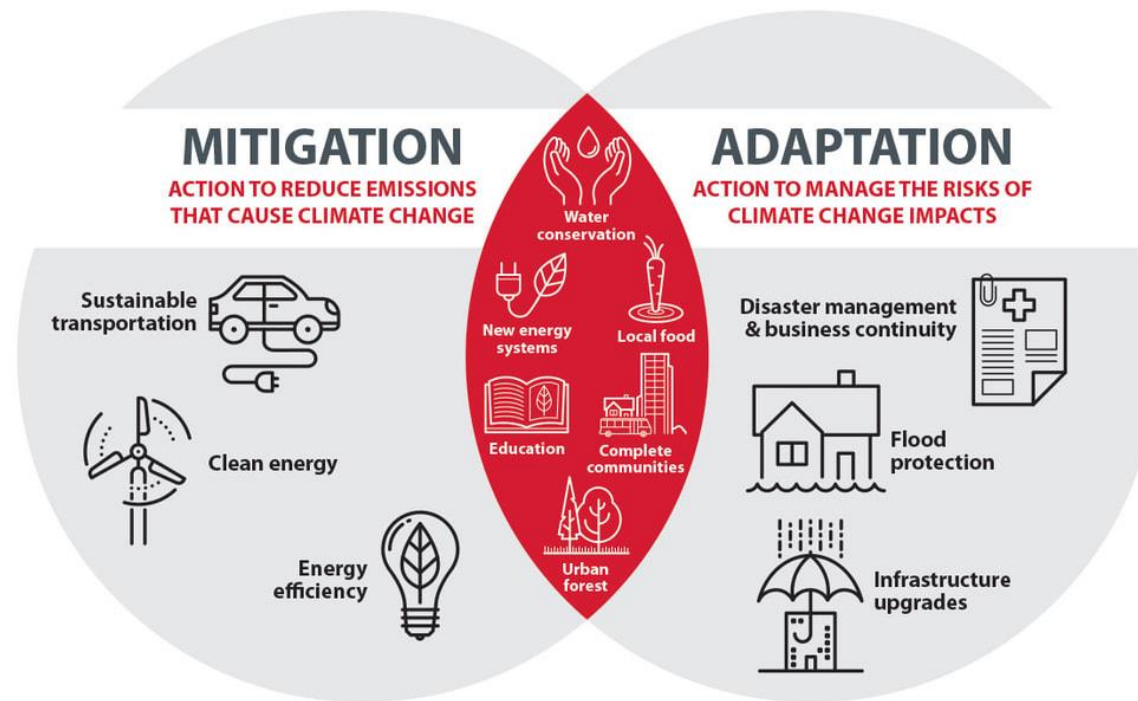 MITIGATION
ACTION TO REDUCE EMISSIONS
THAT CAUSE CLIMATE CHANGE
Sustainable
transportation
Clean energy
Energy
efficiency
Water
conservation
New energy
systems
Local food
Education
Complete
communities
Urban
forest
ADAPTATION
ACTION TO MANAGE THE RISKS OF
CLIMATE CHANGE IMPACTS
Disaster management
& business continuity
Flood
protection
Infrastructure
upgrades